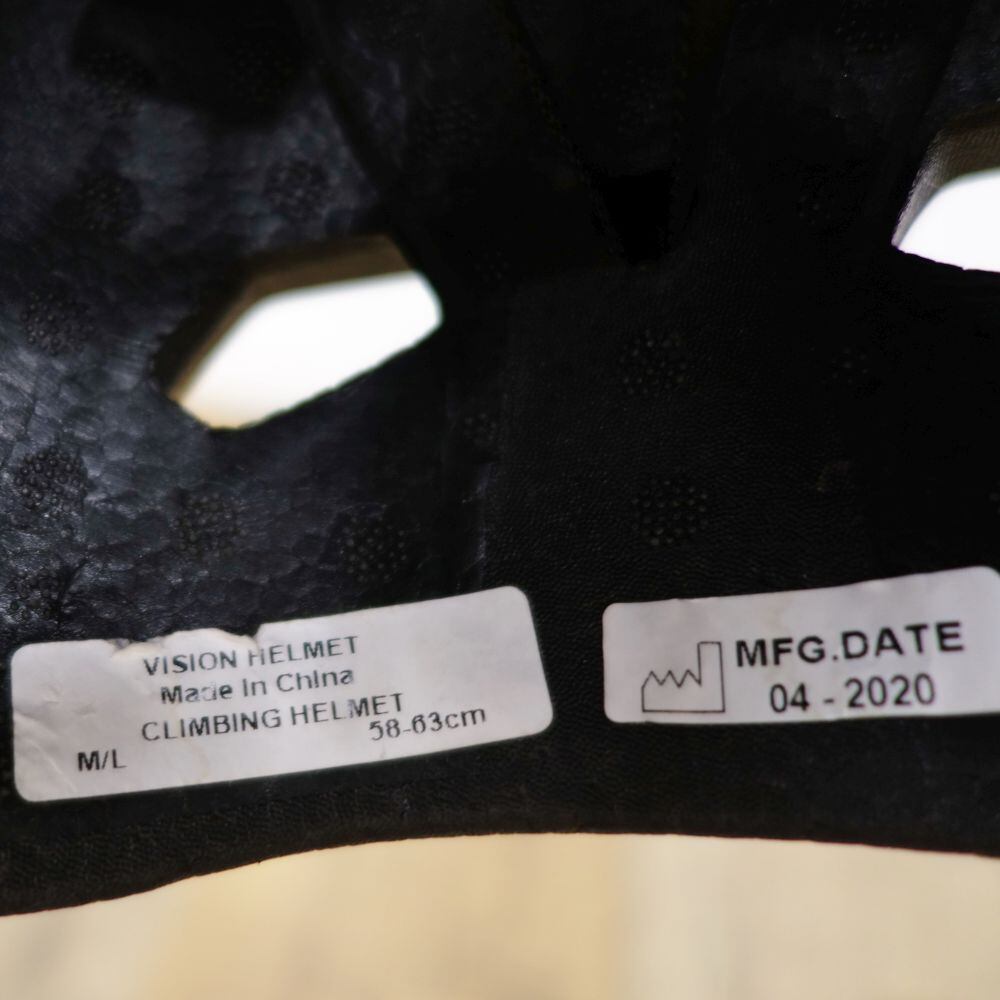 VISION HELMET
Made In China
CLIMBING HELMET
M/L 58-63cm
MFG.DATE
04 - 2020